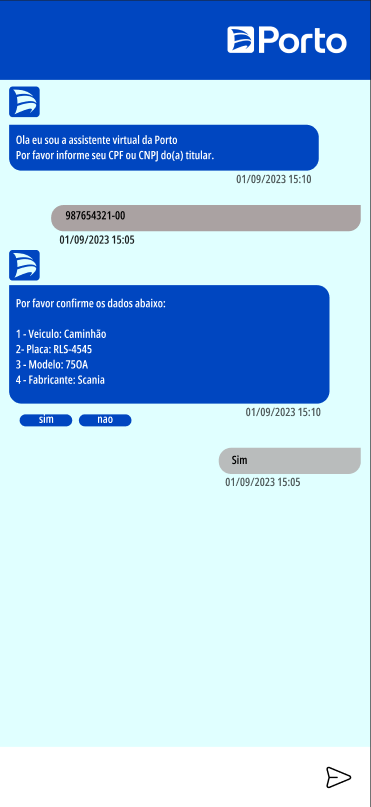 Porto
Ola eu sou a assistente virtual da Porto
Por favor informe seu CPF ou CNPJ do(a) titular.
01/09/2023 15:10
987654321-00
01/09/2023 15:05
Por favor confirme os dados abaixo:
1 - Veiculo: Caminhão
2- Placa: RLS-4545
3 - Modelo: 75OA
4 - Fabricante: Scania
01/09/2023 15:10
sim nao
Sim
01/09/2023 15:05